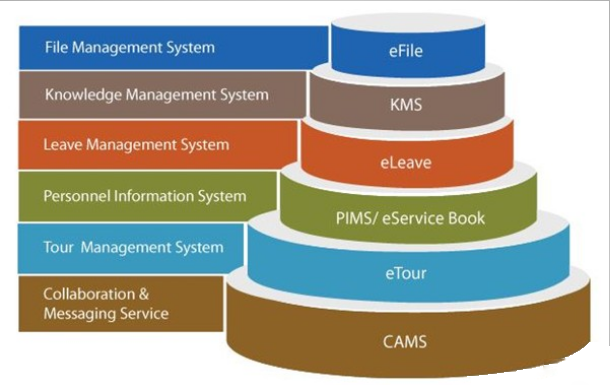 File Management System
eFile
Knowledge Management System
KMS
Leave Management System
eLeave
Personnel Information System
PIMS/ eService Book
Tour Management System
eTour
Collaboration &
Messaging Service
CAMS